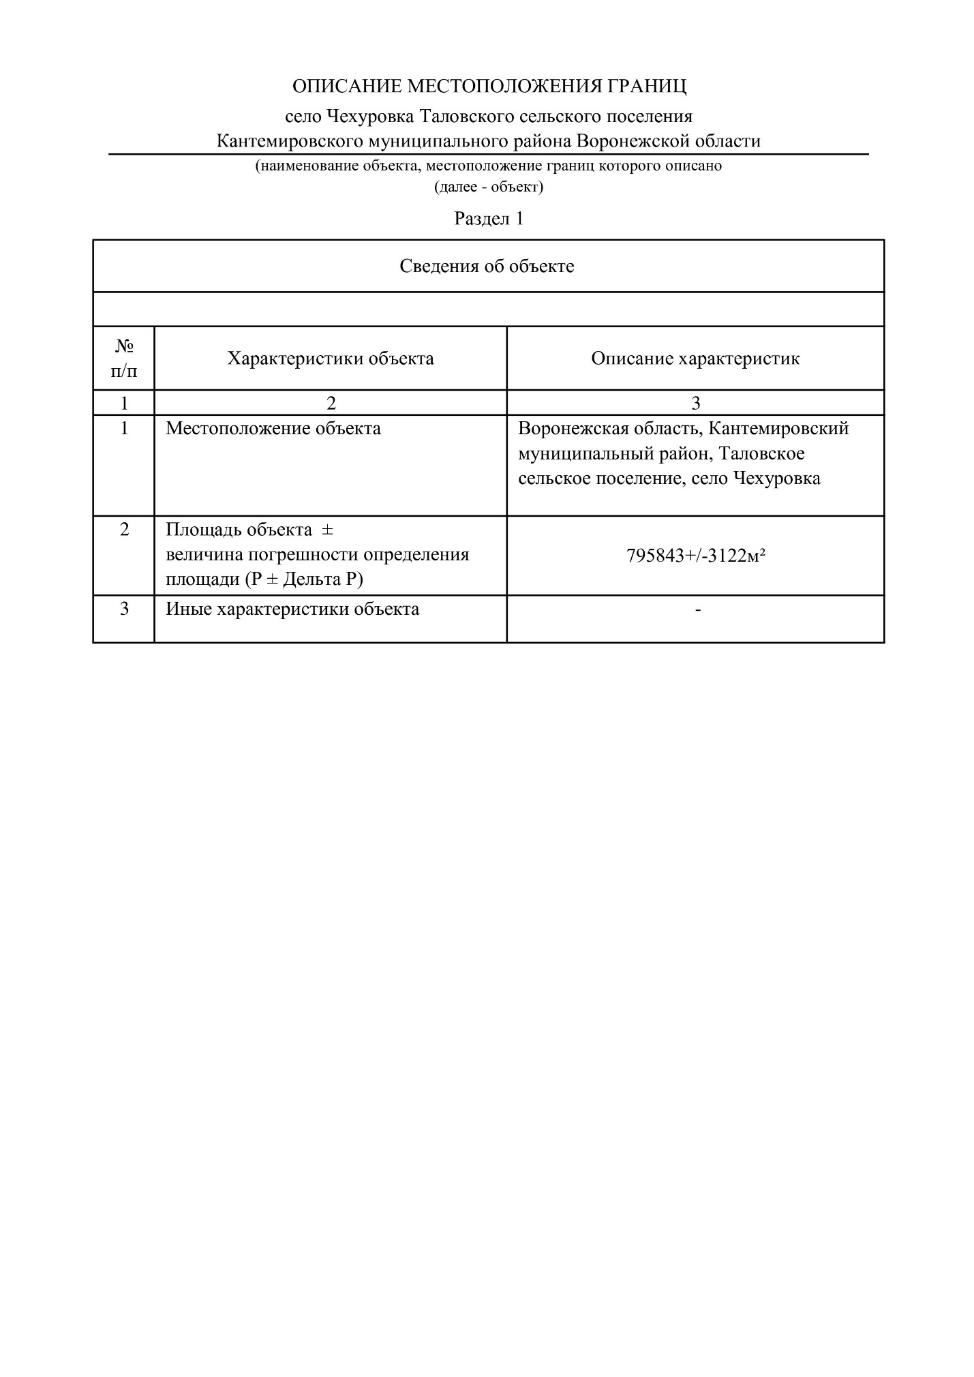 ОПИСАНИЕ МЕСТОПОЛОЖЕНИЯ ГРАНИЦ
село Чехуровка Таловского сельского поселения
Кантемировского муниципального района Воронежской области
(наименование объекта, местоположение границ которого описано
(далее - объект)
Раздел 1
Сведения об объекте
№ п/п
Характеристики объекта
Описание характеристик
1 2 3
1 Местоположение объекта
Воронежская область, Кантемировский
муниципальный район, Таловское
сельское поселение, село Чехуровка
2 Площадь объекта ±
величина погрешности определения
площади (P ± Дельта P)
795843+/-3122м²
3 Иные характеристики объекта -